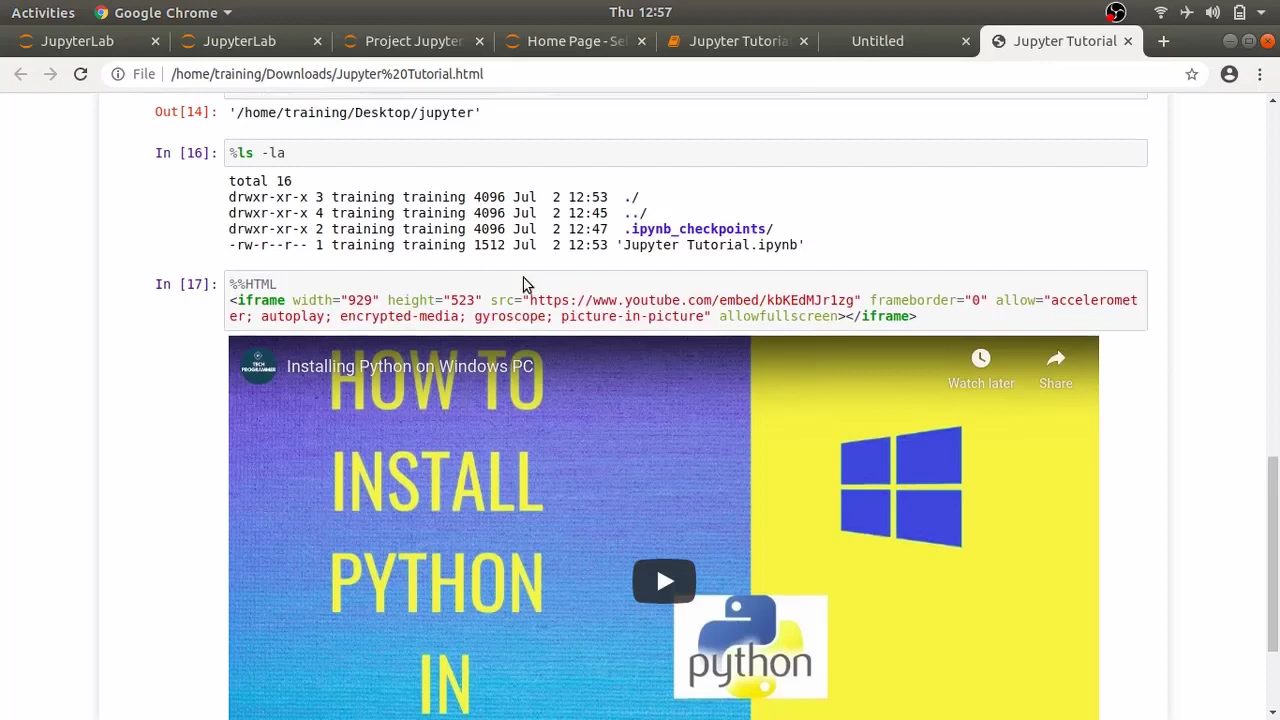 Activities Google Chrome Thu 12:57
JupyterLab JupyterLab Project Jupyter Home Page - Sel Jupyter Tutoria Untitled Jupyter Tutorial
File /home/training/Downloads/Jupyter%20Tutorial.html
Out[14]: '/home/training/Desktop/jupyter'
In [16]: %ls -la
total 16
drwxr-xr-x 3 training training 4096 Jul  2 12:53 ./
drwxr-xr-x 4 training training 4096 Jul  2 12:45 ../
drwxr-xr-x 2 training training 4096 Jul  2 12:47 .ipynb_checkpoints/
-rw-r--r-- 1 training training 1512 Jul  2 12:53 'Jupyter Tutorial.ipynb'
In [17]: %%HTML
<iframe width="929" height="523" src="https://www.youtube.com/embed/kbKEdMJr1zg" frameborder="0" allow="acceleromet
er; autoplay; encrypted-media; gyroscope; picture-in-picture" allowfullscreen></iframe>
TECH PROGRAMMER Installing Python on Windows PC
Watch later Share
HOW TO
INSTALL
PYTHON
IN
python